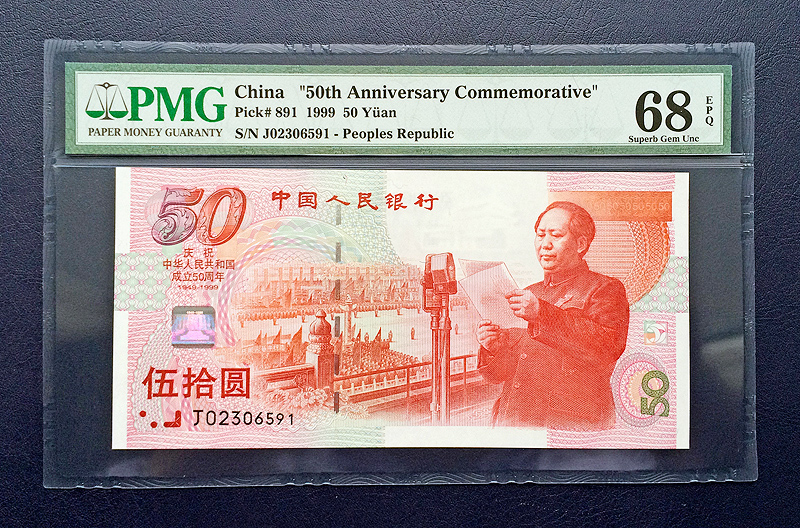 PMG
PAPER MONEY GUARANTY
China "50th Anniversary Commemorative"
Pick# 891 1999 50 Yüan
S/N J02306591 - Peoples Republic
68
EPQ
Superb Gem Unc
50
中国人民银行
庆祝
中华人民共和国
成立50周年
1949-1999
伍拾圆
J02306591
50